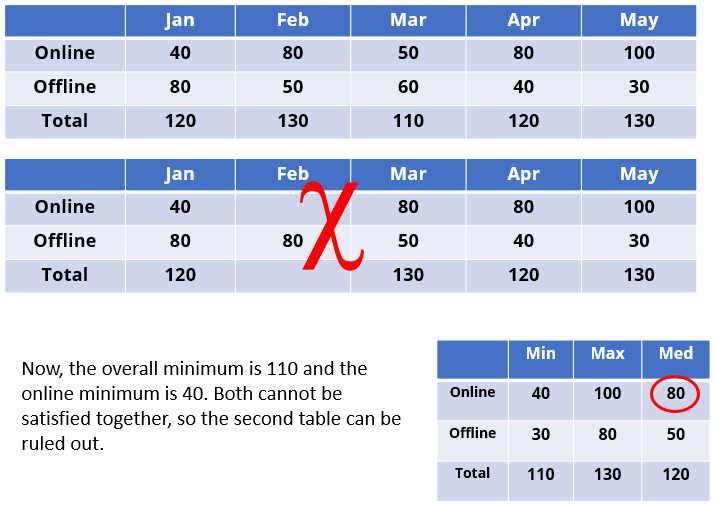 Jan Feb Mar Apr May
Online 40 80 50 80 100
Offline 80 50 60 40 30
Total 120 130 110 120 130
Jan Feb Mar Apr May
Online 40 80 80 100
Offline 80 80 50 40 30
Total 120 130 120 130
Now, the overall minimum is 110 and the
online minimum is 40. Both cannot be
satisfied together, so the second table can be
ruled out.
Min Max Med
Online 40 100 80
Offline 30 80 50
Total 110 130 120